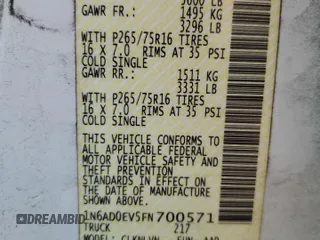 GAWR FR.: 1495 KG
3296 LB
WITH P265/75R16 TIRES
16 X 7.0 RIMS AT 35 PSI
COLD SINGLE
GAWR RR.: 1511 KG
3331 LB
WITH P265/75R16 TIRES
16 X 7.0 RIMS AT 35 PSI
COLD SINGLE
THIS VEHICLE CONFORMS TO
ALL APPLICABLE FEDERAL
MOTOR VEHICLE SAFETY AND
THEFT PREVENTION
STANDARDS IN EFFECT ON
THE DATE OF MANUFACTURE
SHOWN ABOVE
1N6AD0EV5FN700571
TRUCK 217
DREAMBID